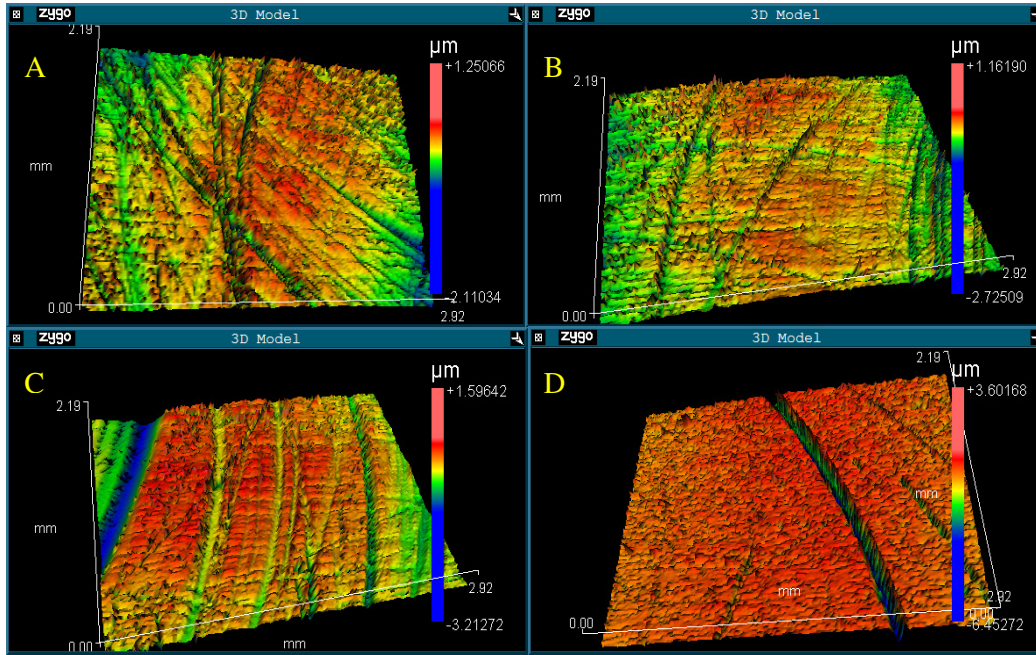 zygo 3D Model
2.19
A
µm
+1.25066
mm
0.00
-2.11034
2.92
zygo 3D Model
B
µm
+1.16190
2.19
mm
2.92
0.00
-2.72509
zygo 3D Model
C
µm
+1.59642
2.19
mm
2.92
0.00
mm
-3.21272
zygo 3D Model
2.19
D
µm
+3.60168
mm
mm
2.92
0.00
0.00
-6.45272